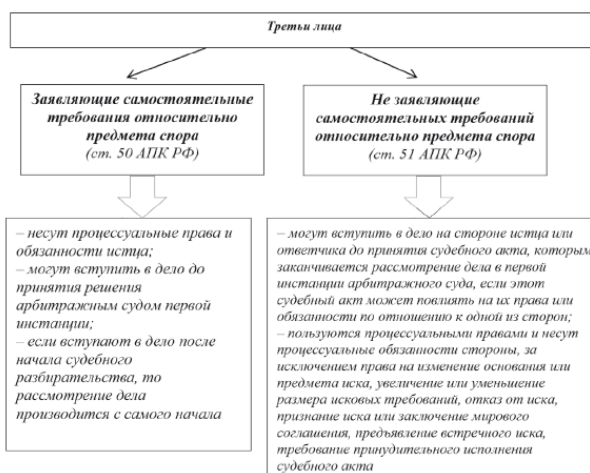 Третьи лица
Заявляющие самостоятельные
требования относительно
предмета спора
(ст. 50 АПК РФ)
Не заявляющие
самостоятельных требований
относительно предмета спора
(ст. 51 АПК РФ)
– несут процессуальные права и
обязанности истца;
– могут вступить в дело до
принятия решения
арбитражным судом первой
инстанции;
– если вступают в дело после
начала судебного
разбирательства, то
рассмотрение дела
производится с самого начала
– могут вступить в дело на стороне истца или
ответчика до принятия судебного акта, которым
заканчивается рассмотрение дела в первой
инстанции арбитражного суда, если этот
судебный акт может повлиять на их права или
обязанности по отношению к одной из сторон;
– пользуются процессуальными правами и несут
процессуальные обязанности стороны, за
исключением права на изменение основания или
предмета иска, увеличение или уменьшение
размера исковых требований, отказ от иска,
признание иска или заключение мирового
соглашения, предъявление встречного иска,
требование принудительного исполнения
судебного акта